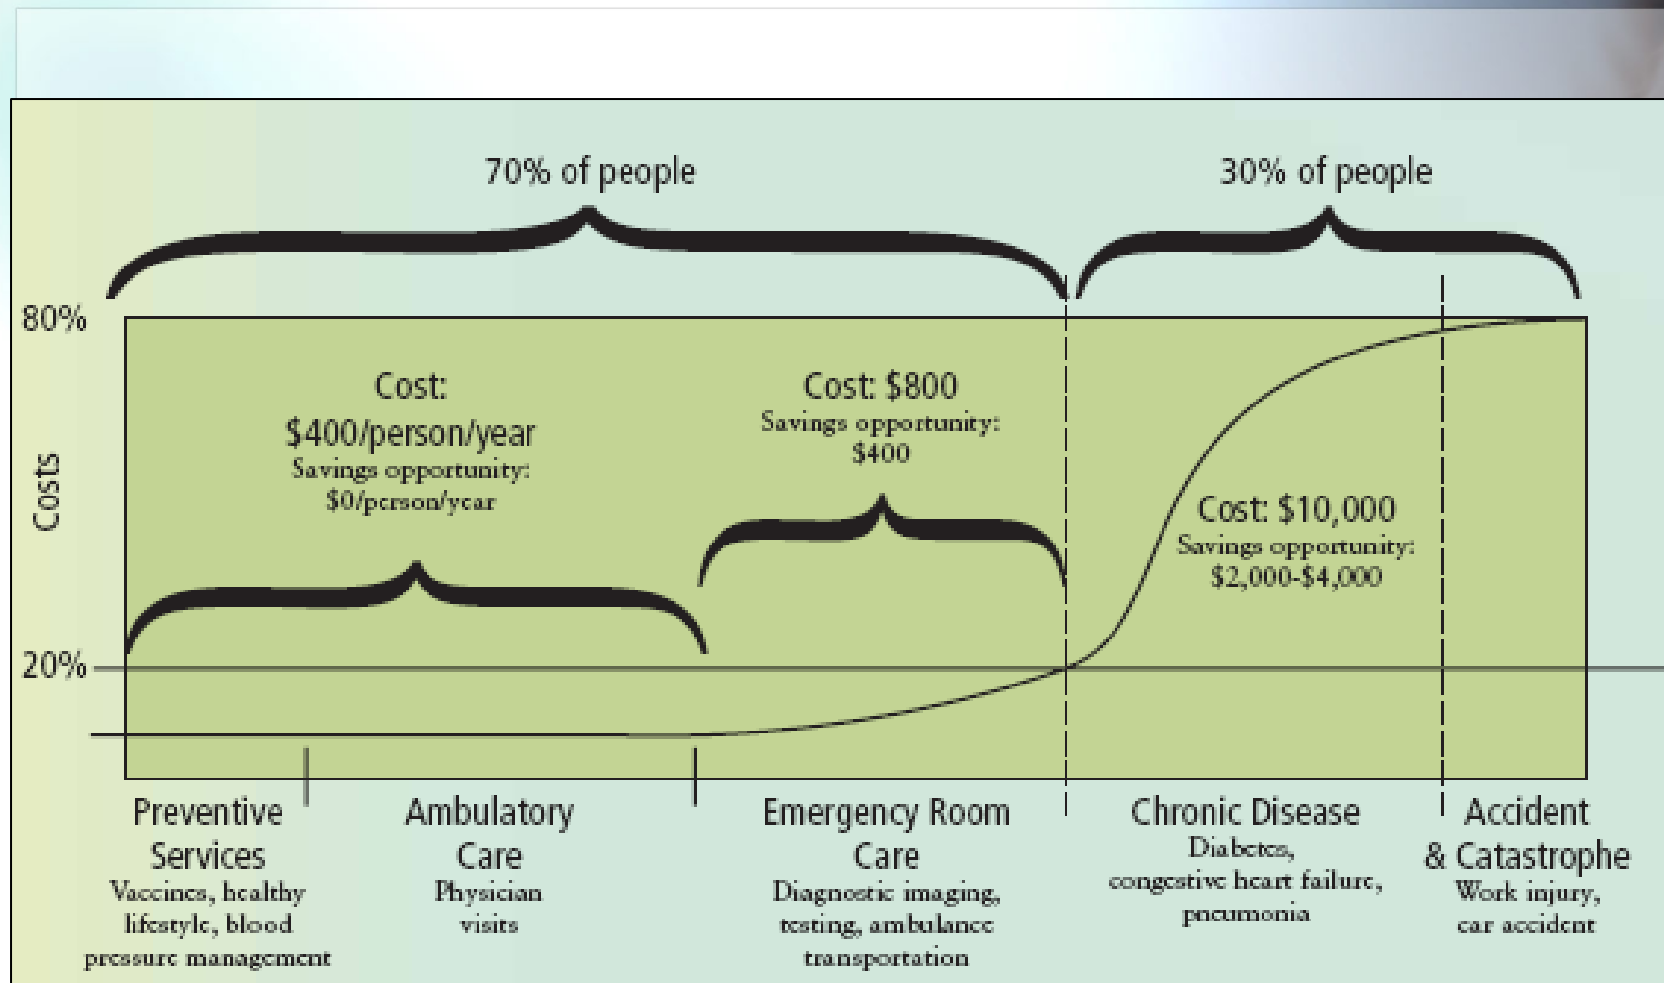 70% of people
30% of people
80%
Cost:
$400/person/year
Savings opportunity:
$0/person/year
Cost: $800
Savings opportunity:
$400
Cost: $10,000
Savings opportunity:
$2,000-$4,000
Costs
20%
Preventive
Services
Vaccines, healthy
lifestyle, blood
pressure management
Ambulatory
Care
Physician
visits
Emergency Room
Care
Diagnostic imaging,
testing, ambulance
transportation
Chronic Disease
Diabetes,
congestive heart failure,
pneumonia
Accident
& Catastrophe
Work injury,
car accident